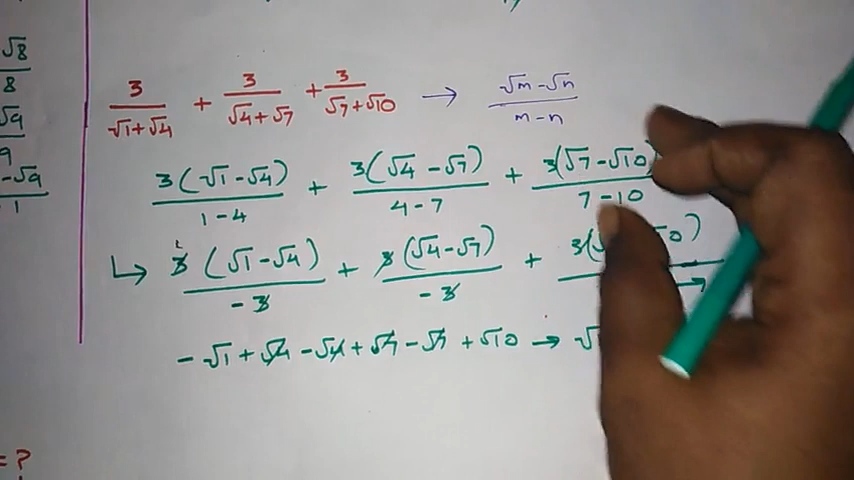 √8
8
√9
9
-√9
1
3/(√1+√4) + 3/(√4+√7) + 3/(√7+√10) → (√m-√n)/(m-n)
3(√1-√4)/(1-4) + 3(√4-√7)/(4-7) + 3(√7-√10)/(7-10)
↳ 3(√1-√4)/(-3) + 3(√4-√7)/(-3) + 3(
-√1+√4-√4+√7-√7+√10 → √
= ?